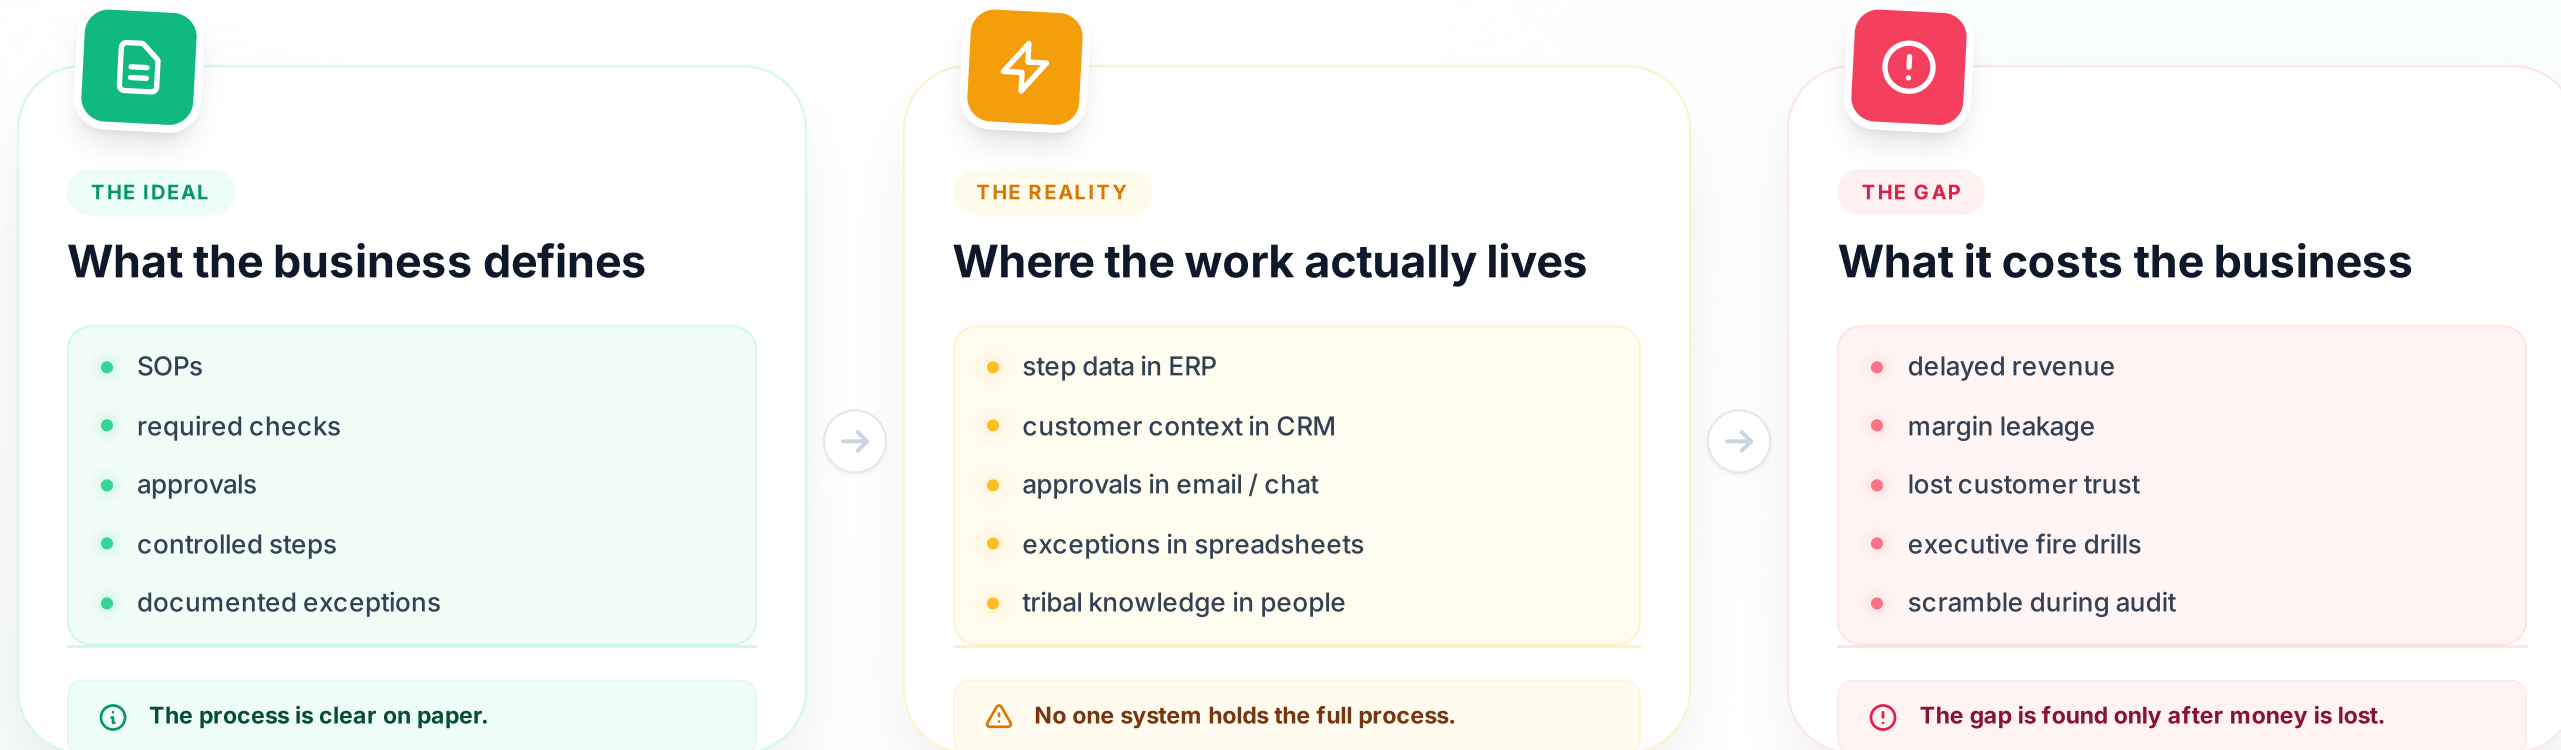 THE IDEAL
What the business defines
SOPs
required checks
approvals
controlled steps
documented exceptions
The process is clear on paper.
THE REALITY
Where the work actually lives
step data in ERP
customer context in CRM
approvals in email / chat
exceptions in spreadsheets
tribal knowledge in people
No one system holds the full process.
THE GAP
What it costs the business
delayed revenue
margin leakage
lost customer trust
executive fire drills
scramble during audit
The gap is found only after money is lost.